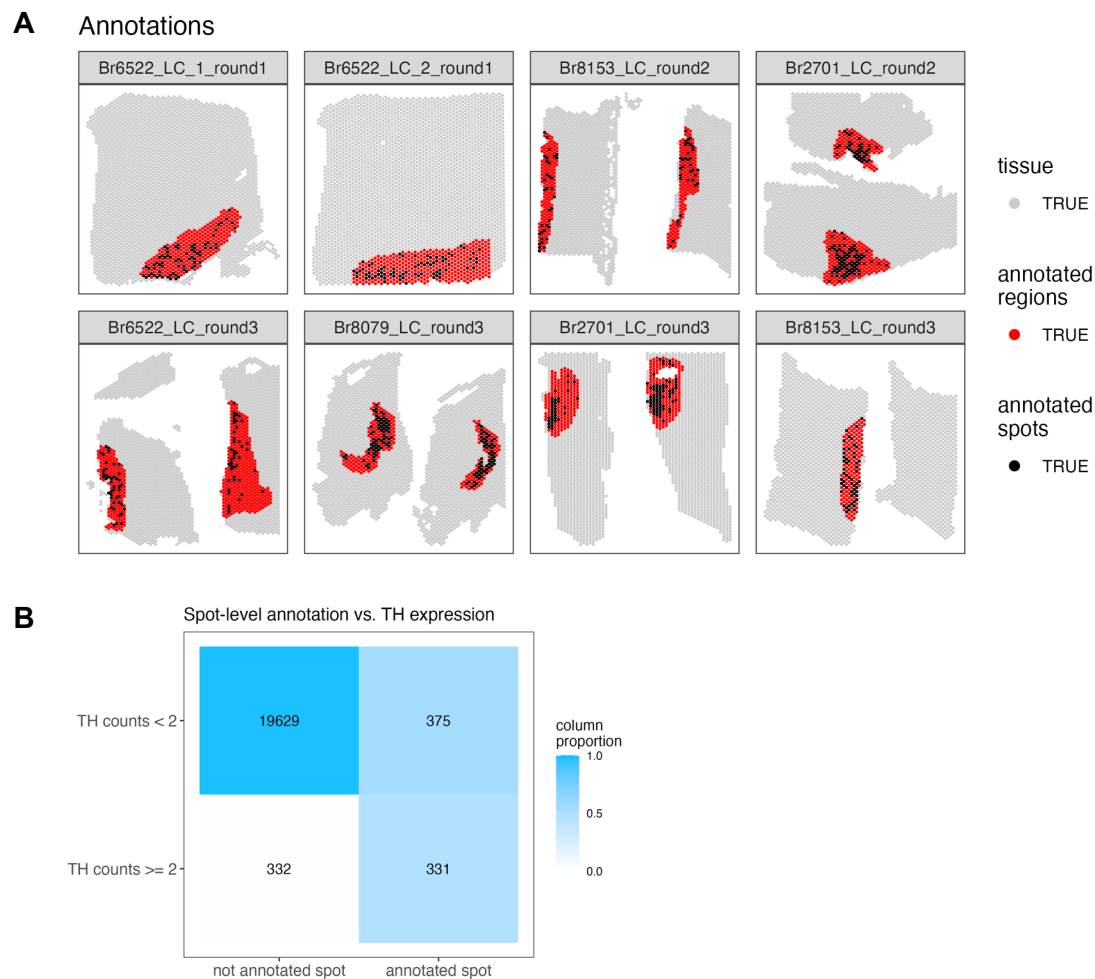 A
Annotations
Br6522_LC_1_round1
Br6522_LC_2_round1
Br8153_LC_round2
Br2701_LC_round2
Br6522_LC_round3
Br8079_LC_round3
Br2701_LC_round3
Br8153_LC_round3
tissue
TRUE
annotated
regions
TRUE
annotated
spots
TRUE
B
Spot-level annotation vs. TH expression
TH counts < 2
19629
375
TH counts >= 2
332
331
not annotated spot
annotated spot
column
proportion
1.0
0.5
0.0